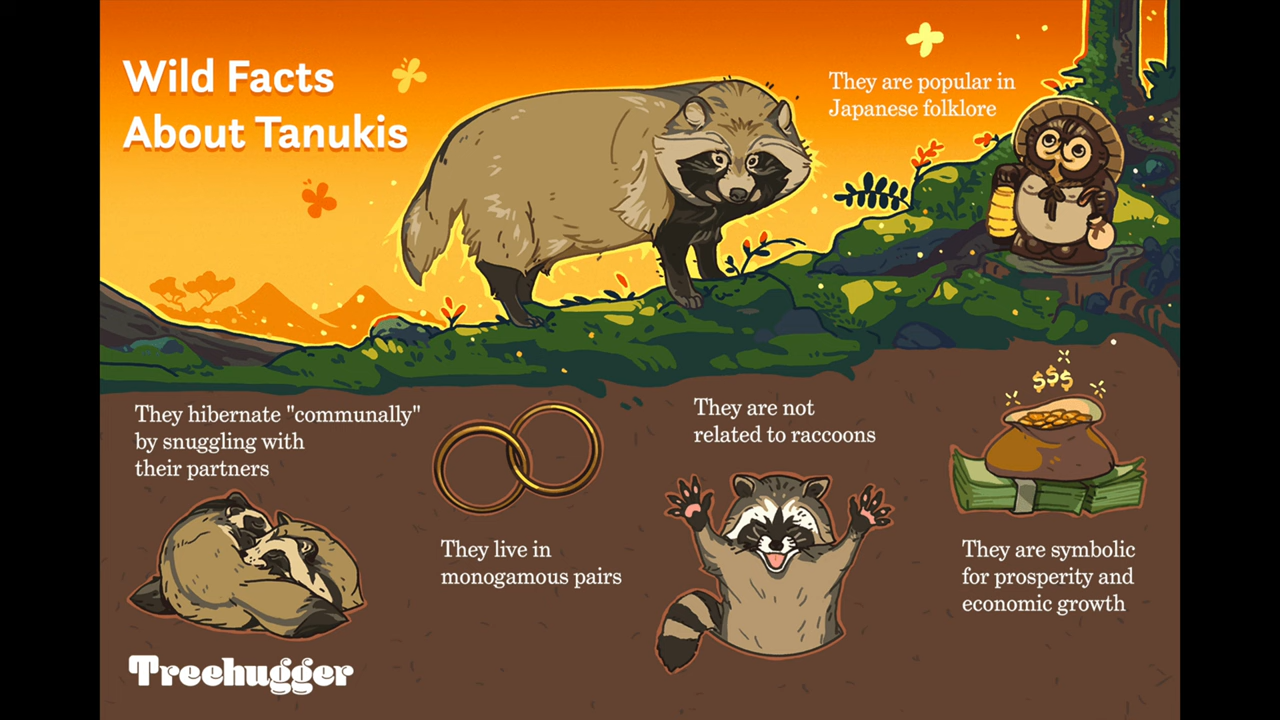 Wild Facts
About Tanukis
They are popular in
Japanese folklore
They hibernate "communally"
by snuggling with
their partners
They live in
monogamous pairs
They are not
related to raccoons
$$$
They are symbolic
for prosperity and
economic growth
Treehugger